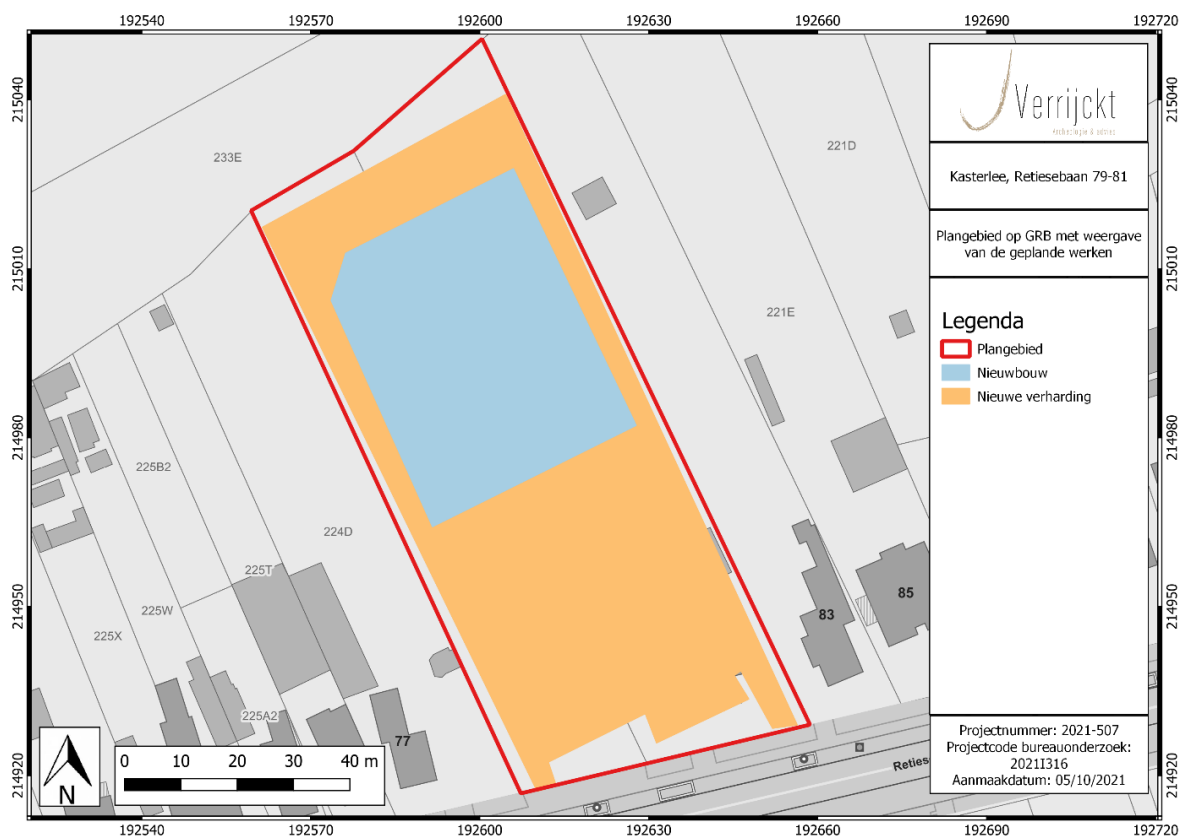 192540 192570 192600 192630 192660 192690 192720
215040
215010
214980
214950
214920
215040
215010
214980
214950
214920
233E
221D
221E
225B2
224D
225T
225W
225X
225A2
77
83
85
Reties
Verrijckt
Archeologie & advies
Kasterlee, Retiesebaan 79-81
Plangebied op GRB met weergave
van de geplande werken
Legenda
Plangebied
Nieuwbouw
Nieuwe verharding
Projectnummer: 2021-507
Projectcode bureauonderzoek:
2021I316
Aanmaakdatum: 05/10/2021
N
0 10 20 30 40 m
192540 192570 192600 192630 192660 192690 192720